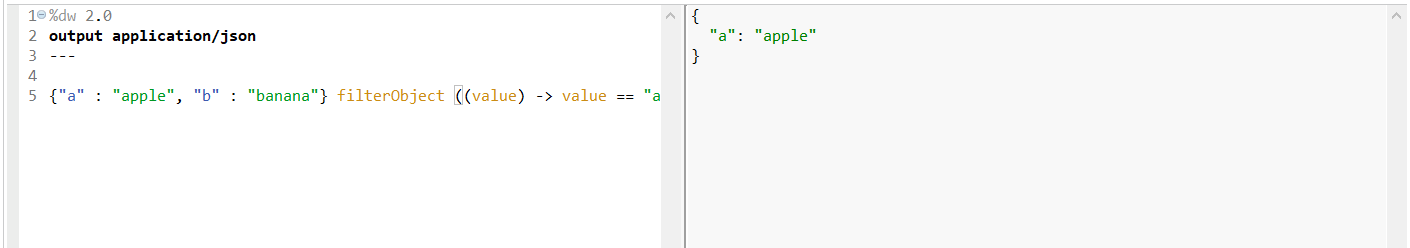 1 %dw 2.0
2 output application/json
3 ---
4
5 {"a" : "apple", "b" : "banana"} filterObject ((value) -> value == "a
{
"a": "apple"
}